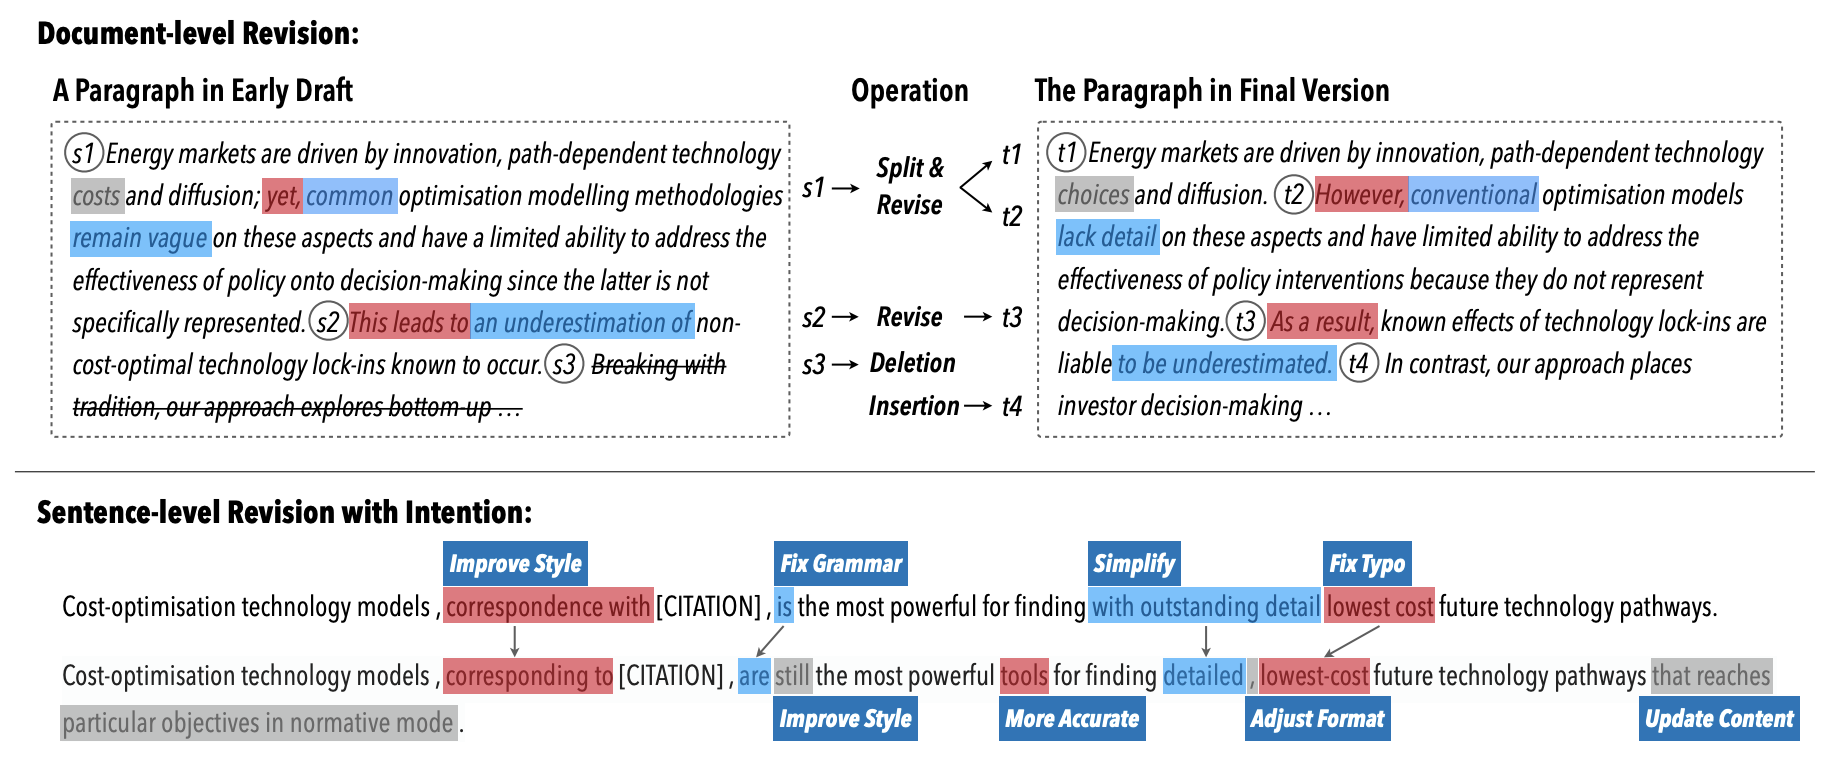 Document-level Revision:
A Paragraph in Early Draft
s1 Energy markets are driven by innovation, path-dependent technology
costs and diffusion; yet, common optimisation modelling methodologies
remain vague on these aspects and have a limited ability to address the
effectiveness of policy onto decision-making since the latter is not
specifically represented. s2 This leads to an underestimation of non-
cost-optimal technology lock-ins known to occur. s3 Breaking with
tradition, our approach explores bottom-up ...
Operation
s1 → Split & Revise → t1 t2
s2 → Revise → t3
s3 → Deletion
Insertion → t4
The Paragraph in Final Version
t1 Energy markets are driven by innovation, path-dependent technology
choices and diffusion. t2 However, conventional optimisation models
lack detail on these aspects and have limited ability to address the
effectiveness of policy interventions because they do not represent
decision-making. t3 As a result, known effects of technology lock-ins are
liable to be underestimated. t4 In contrast, our approach places
investor decision-making ...
Sentence-level Revision with Intention:
Improve Style Fix Grammar Simplify Fix Typo
Cost-optimisation technology models , correspondence with [CITATION] , is the most powerful for finding with outstanding detail lowest cost future technology pathways.
Cost-optimisation technology models , corresponding to [CITATION] , are still the most powerful tools for finding detailed , lowest-cost future technology pathways that reaches
particular objectives in normative mode .
Improve Style More Accurate Adjust Format Update Content